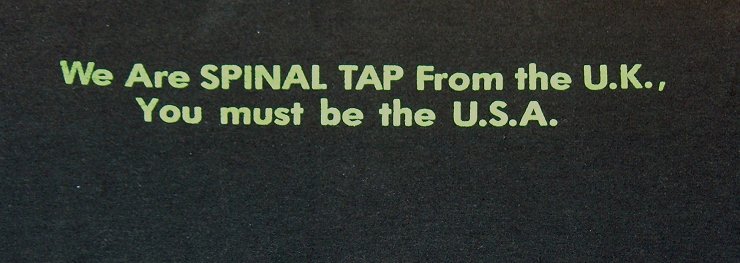 We Are SPINAL TAP From the U.K.,
You must be the U.S.A.